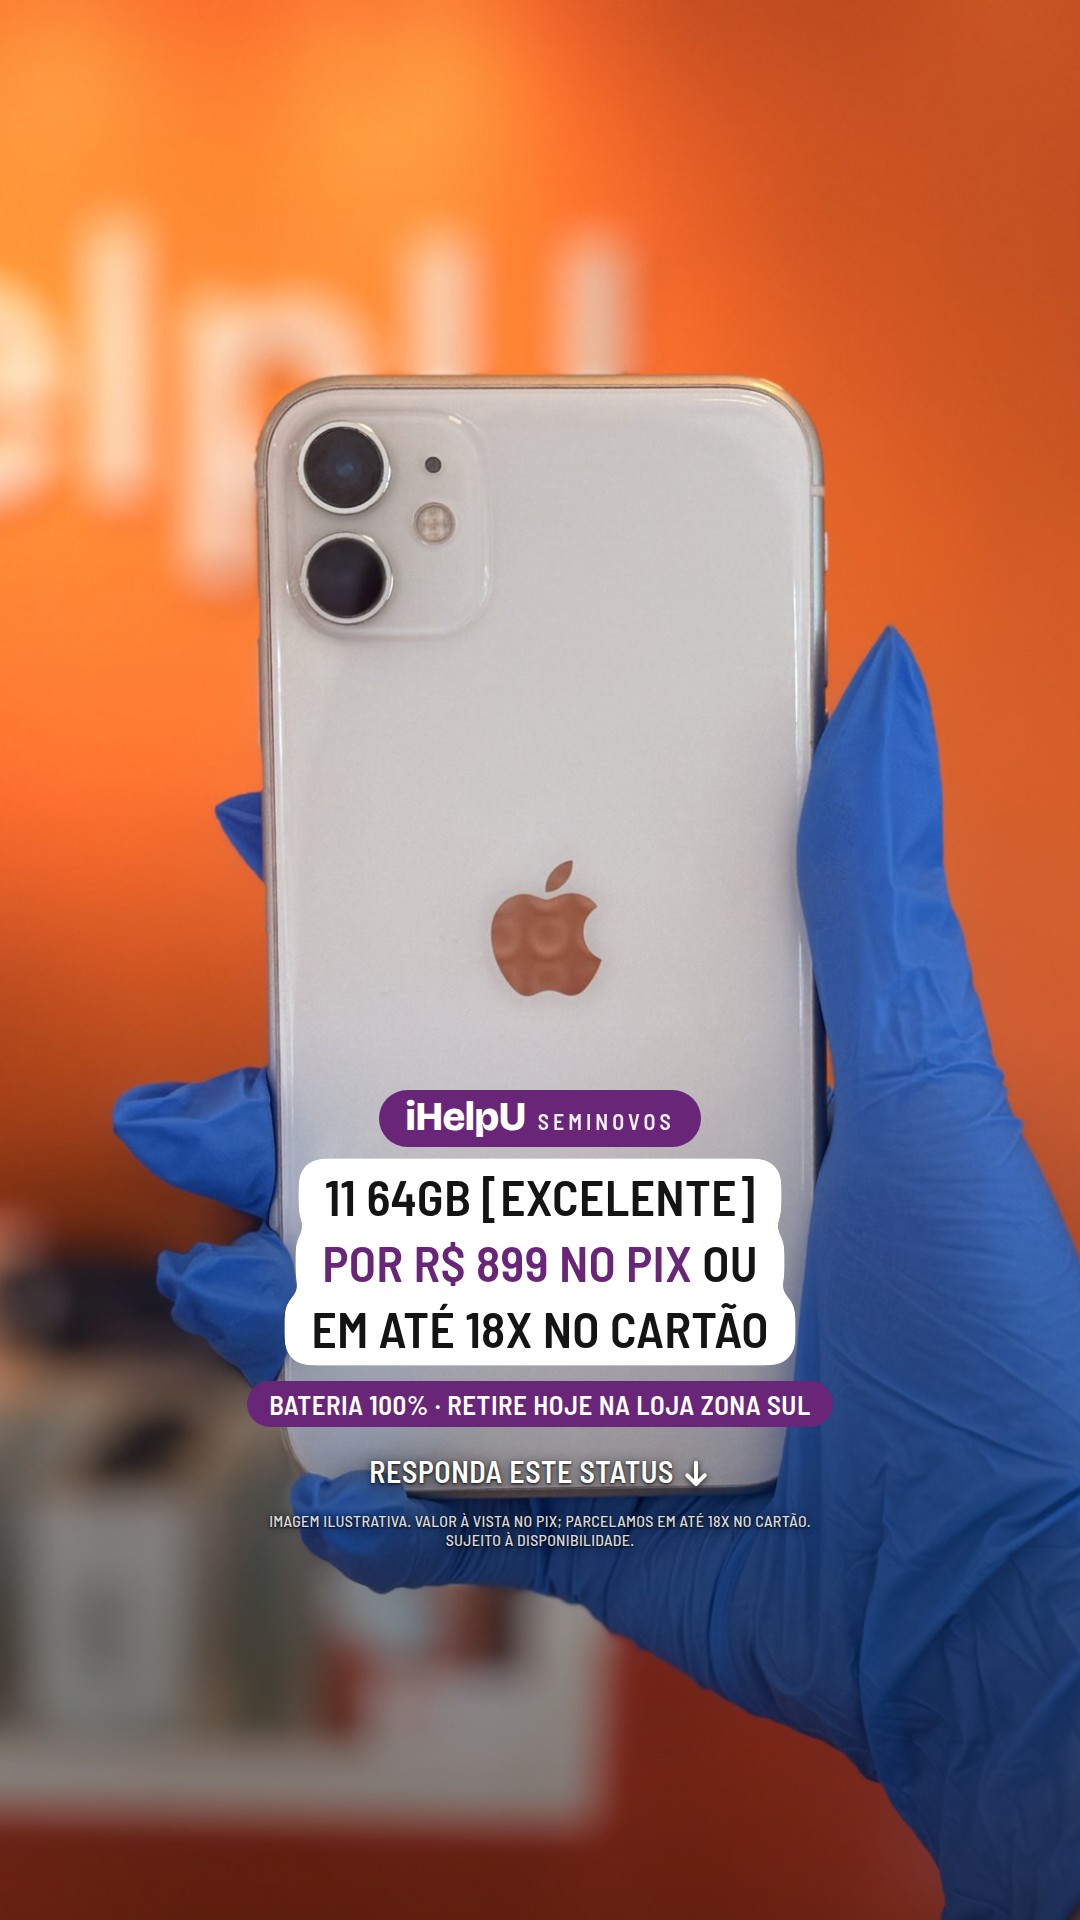 elpU
iHelpU SEMINOVOS
11 64GB [EXCELENTE]
POR R$ 899 NO PIX OU
EM ATÉ 18X NO CARTÃO
BATERIA 100% · RETIRE HOJE NA LOJA ZONA SUL
RESPONDA ESTE STATUS ↓
IMAGEM ILUSTRATIVA. VALOR À VISTA NO PIX; PARCELAMOS EM ATÉ 18X NO CARTÃO.
SUJEITO À DISPONIBILIDADE.